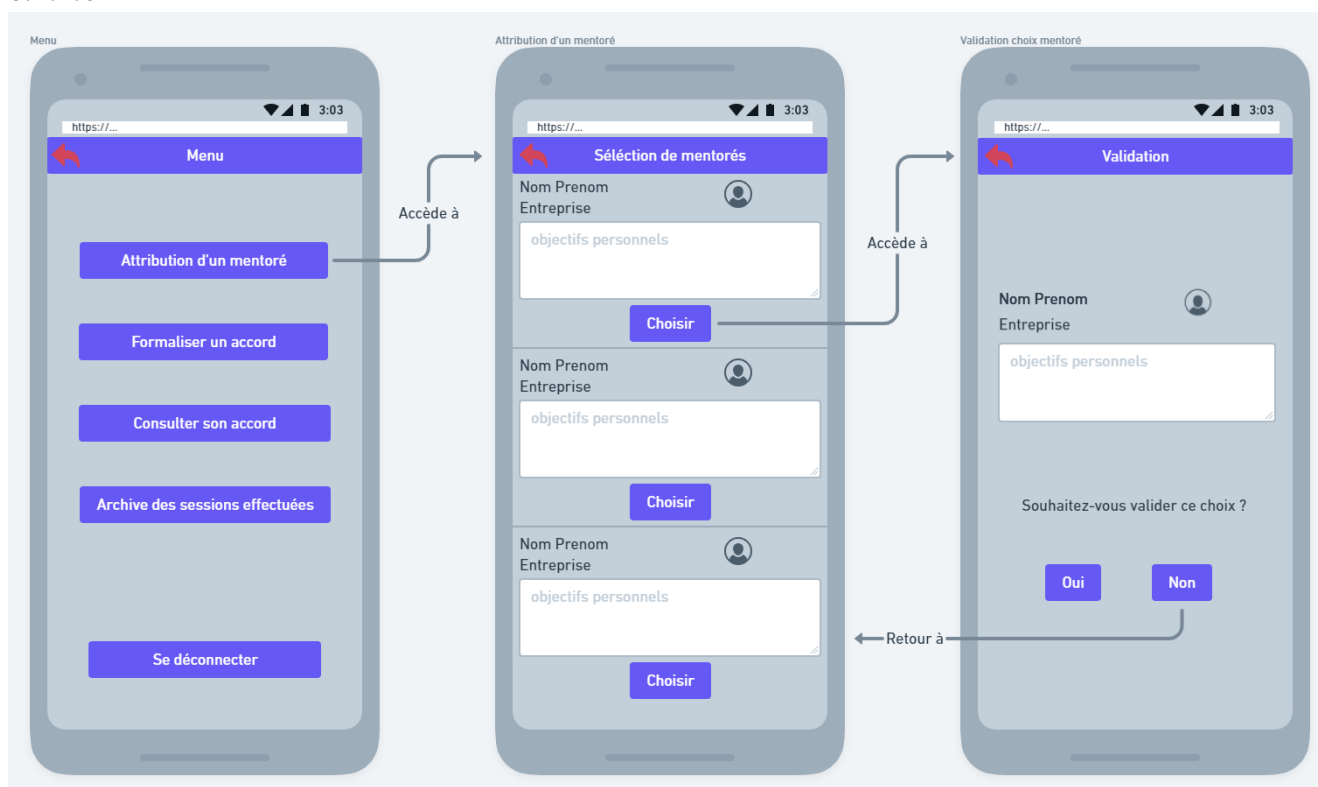 Menu
3:03
https://...
Menu
Attribution d'un mentoré
Formaliser un accord
Consulter son accord
Archive des sessions effectuées
Se déconnecter
Accède à
Attribution d'un mentoré
3:03
https://...
Séléction de mentorés
Nom Prenom
Entreprise
objectifs personnels
Choisir
Nom Prenom
Entreprise
objectifs personnels
Choisir
Nom Prenom
Entreprise
objectifs personnels
Choisir
Accède à
Retour à
Validation choix mentoré
3:03
https://...
Validation
Nom Prenom
Entreprise
objectifs personnels
Souhaitez-vous valider ce choix ?
Oui
Non